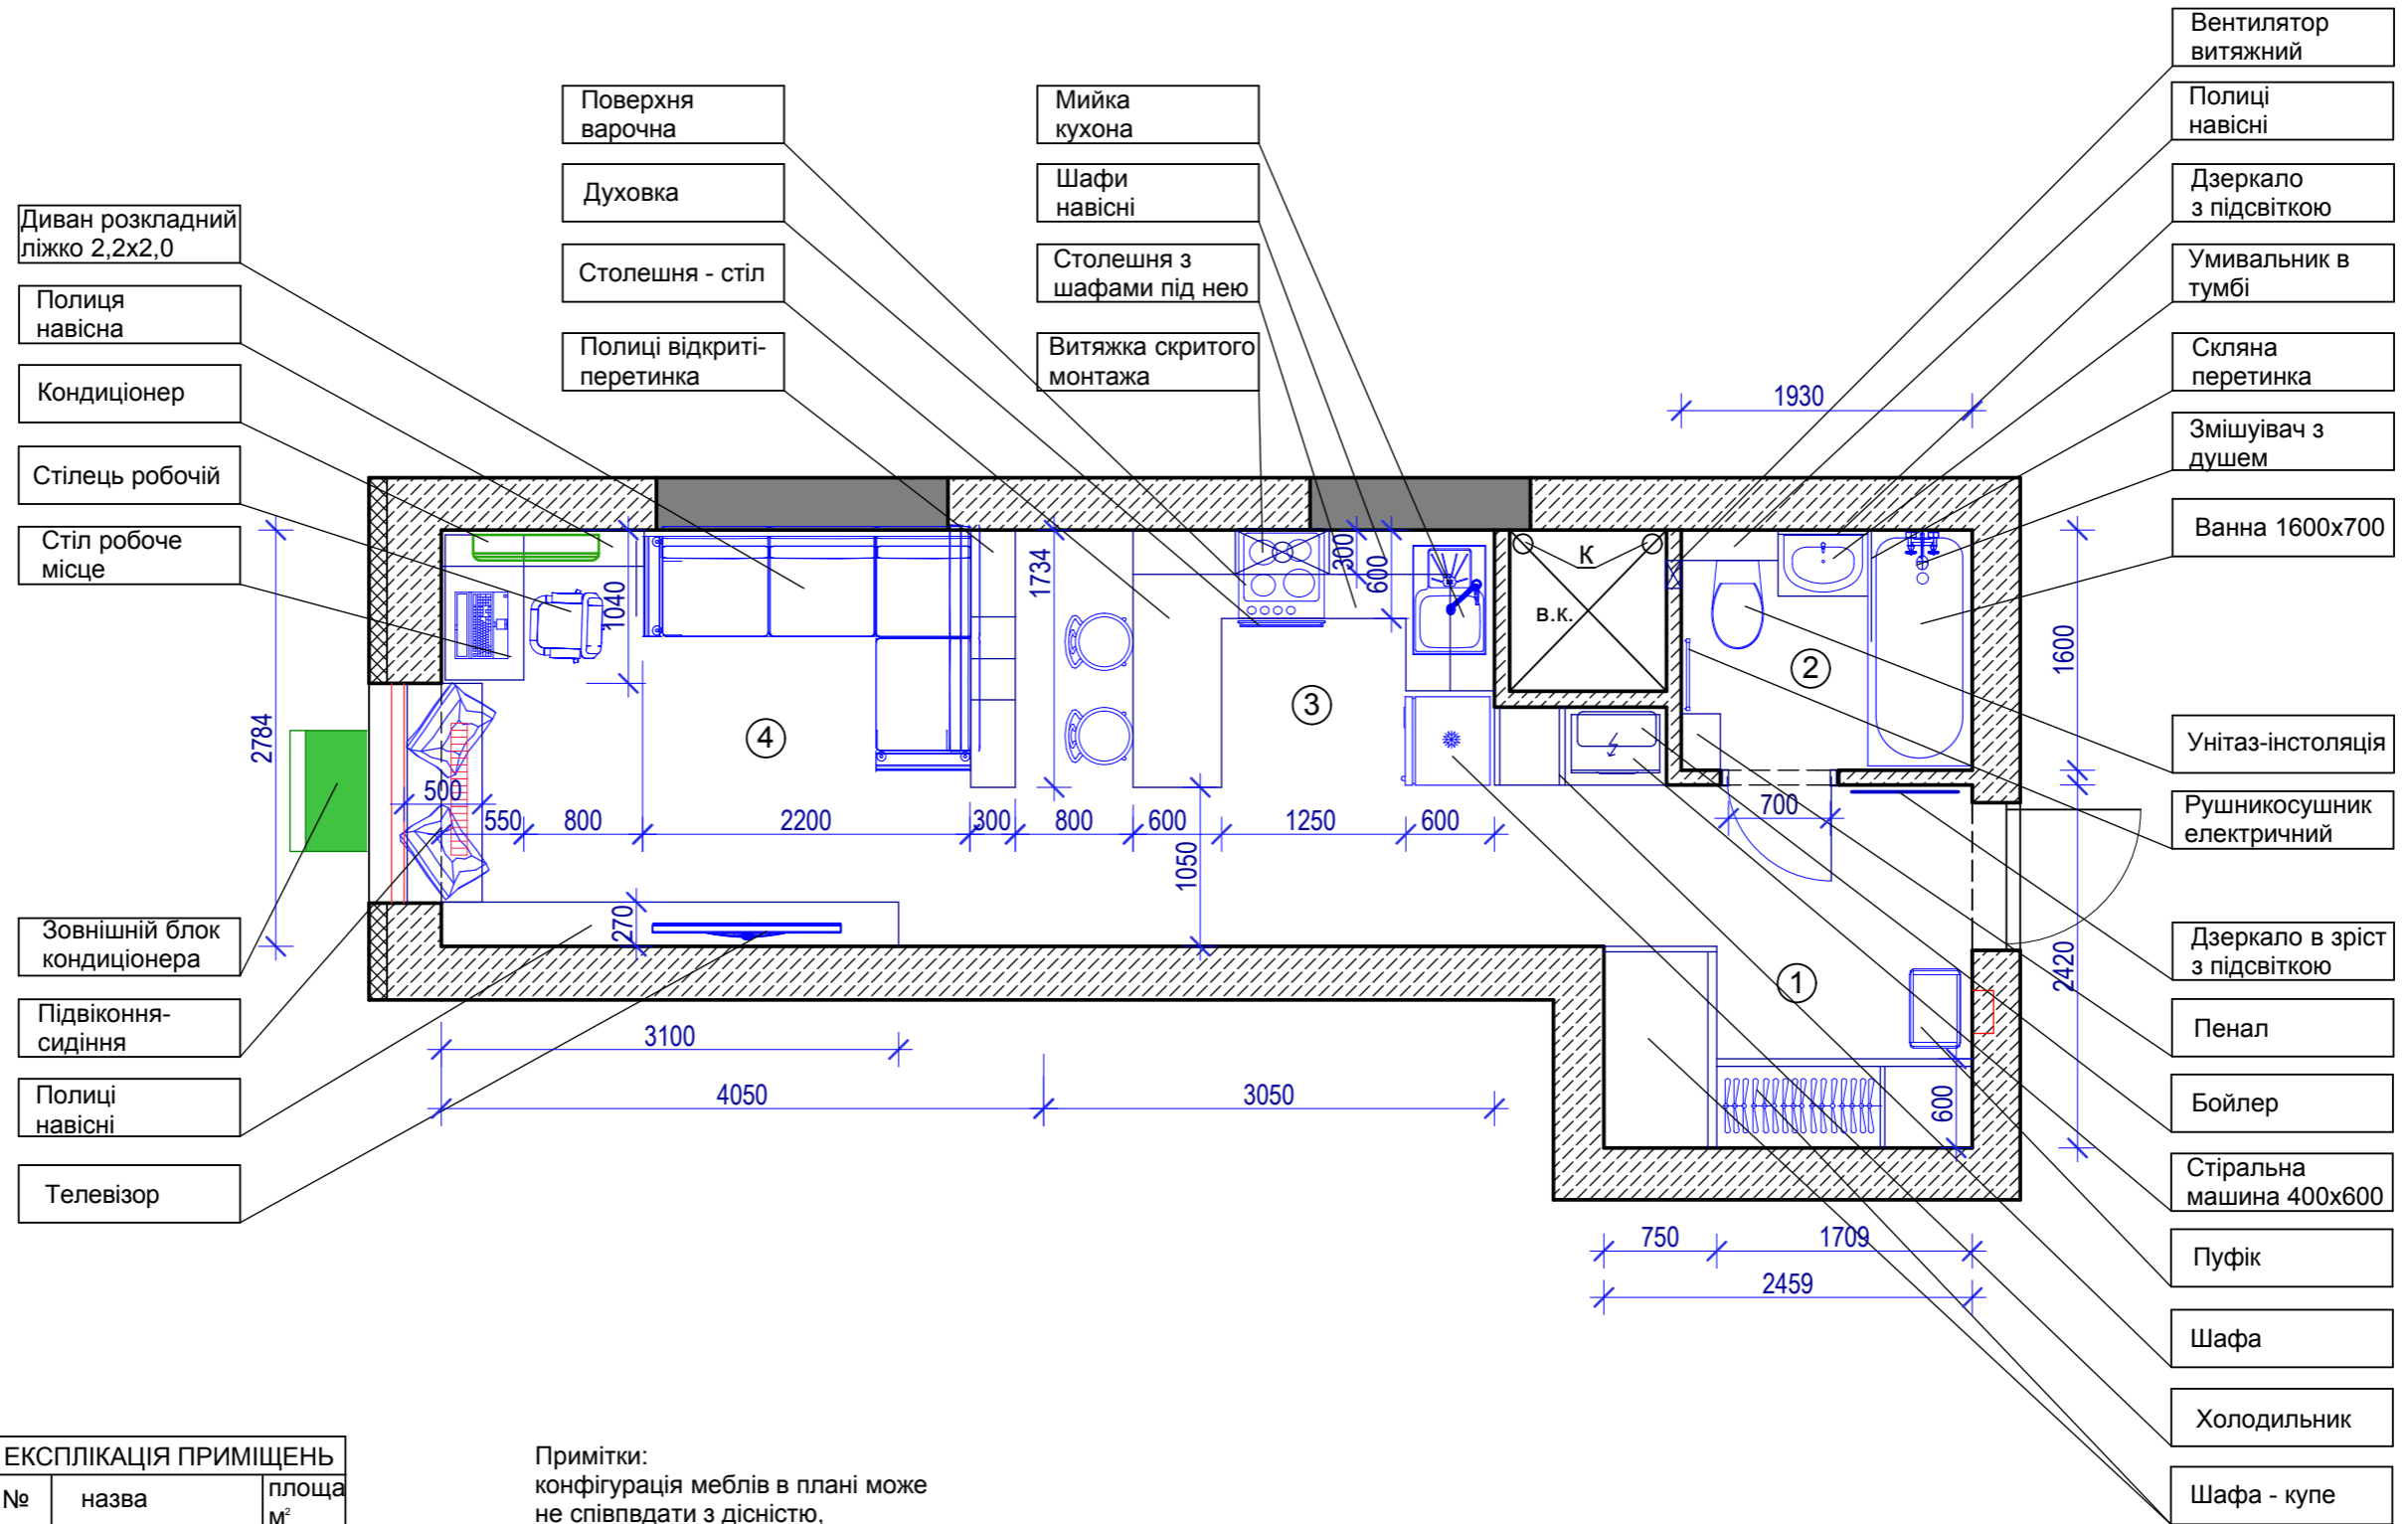 Вентилятор
витяжний
Полиці
навісні
Дзеркало
з підсвіткою
Умивальник в
тумбі
Скляна
перетинка
Змішуівач з
душем
Ванна 1600х700
Унітаз-інстоляція
Рушникосушник
електричний
Дзеркало в зріст
з підсвіткою
Пенал
Бойлер
Стіральна
машина 400х600
Пуфік
Шафа
Холодильник
Шафа - купе
Поверхня
варочна
Духовка
Столешня - стіл
Полиці відкриті-
перетинка
Мийка
кухона
Шафи
навісні
Столешня з
шафами під нею
Витяжка скритого
монтажа
Диван розкладний
ліжко 2,2х2,0
Полиця
навісна
Кондиціонер
Стілець робочій
Стіл робоче
місце
Зовнішній блок
кондиціонера
Підвіконня-
сидіння
Полиці
навісні
Телевізор
1930
2784
1040
1734
300
600
К
в.к.
1600
2
3
4
500
550
800
2200
300
800
600
1250
600
700
1050
270
1
2420
600
3100
4050
3050
750
1709
2459
ЕКСПЛІКАЦІЯ ПРИМІЩЕНЬ
№
назва
площа
м²
Примітки:
конфігурація меблів в плані може
не співпвдати з дісністю,